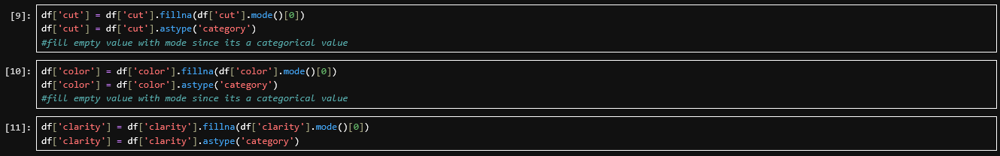 [9]: df['cut'] = df['cut'].fillna(df['cut'].mode()[0])
df['cut'] = df['cut'].astype('category')
#fill empty value with mode since its a categorical value
[10]: df['color'] = df['color'].fillna(df['color'].mode()[0])
df['color'] = df['color'].astype('category')
#fill empty value with mode since its a categorical value
[11]: df['clarity'] = df['clarity'].fillna(df['clarity'].mode()[0])
df['clarity'] = df['clarity'].astype('category')